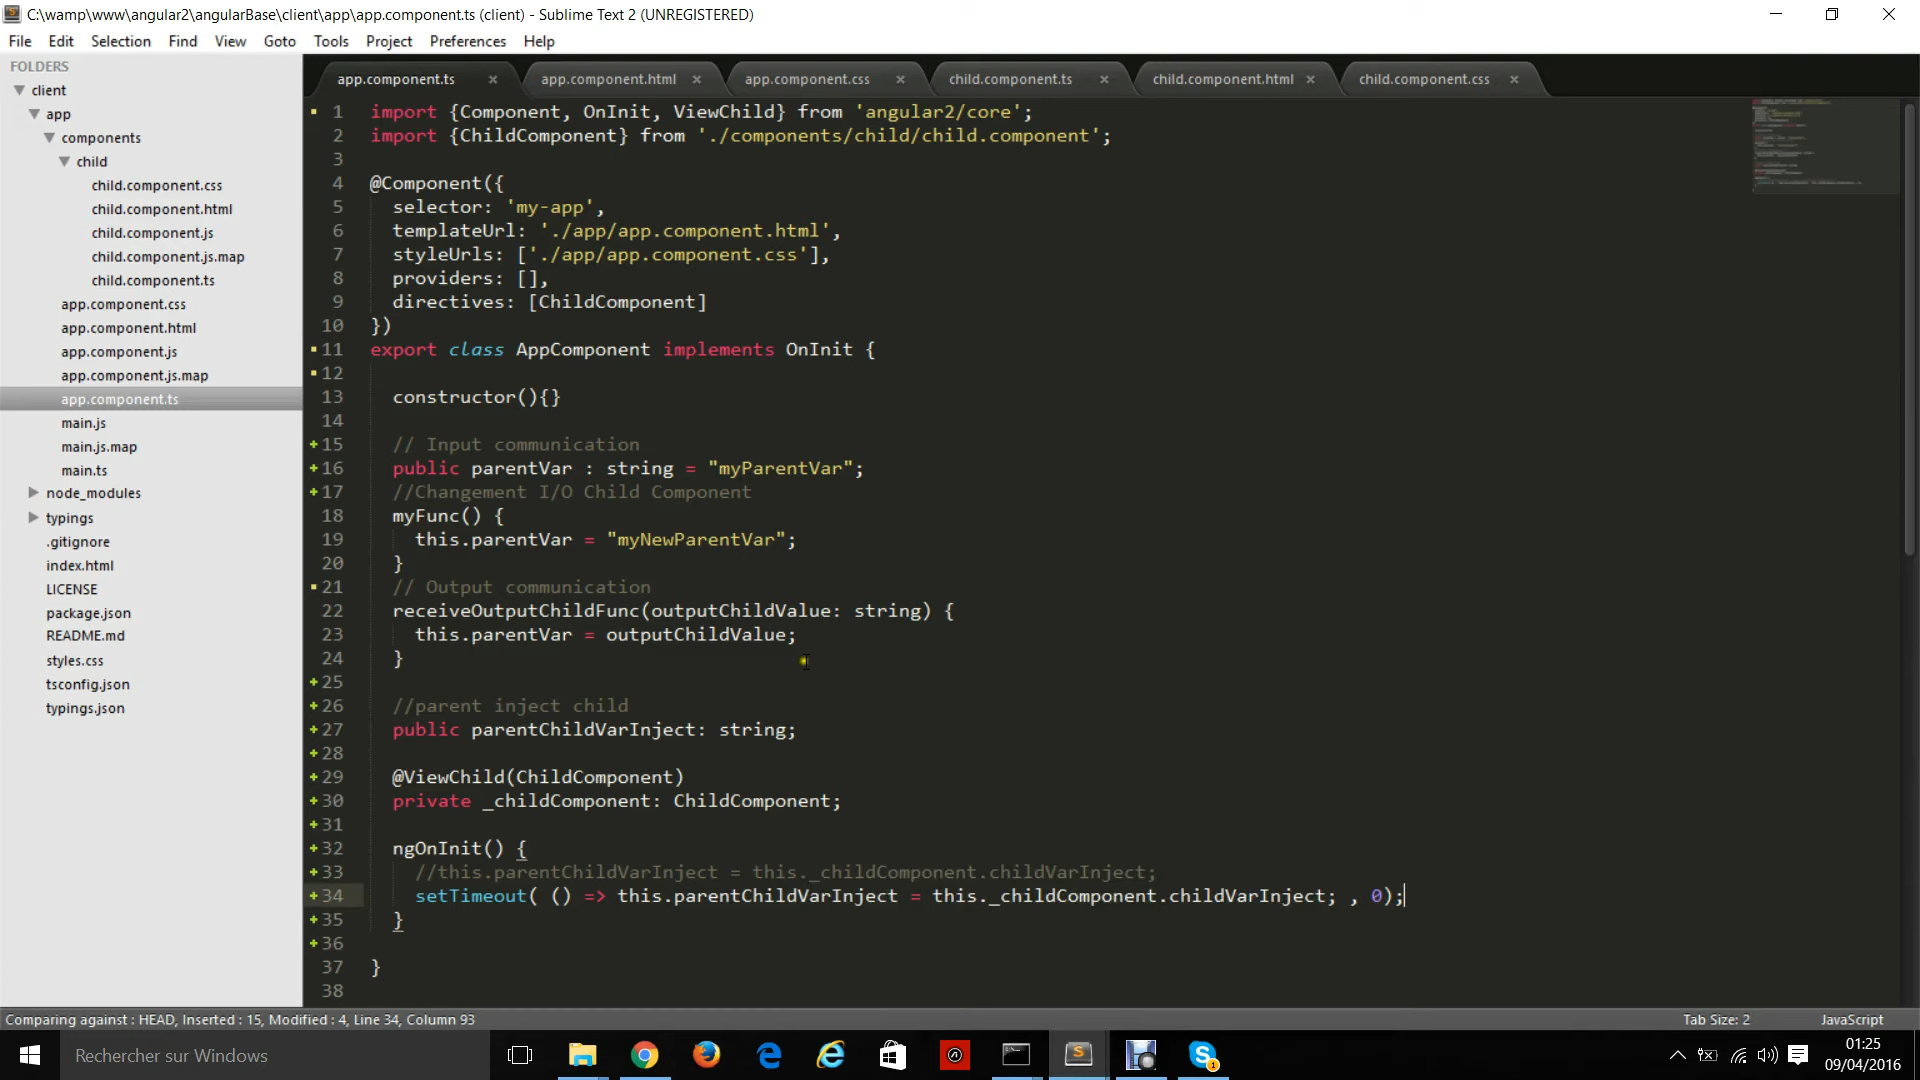 C:\wamp\www\angular2\angularBase\client\app\app.component.ts (client) - Sublime Text 2 (UNREGISTERED)
File Edit Selection Find View Goto Tools Project Preferences Help
FOLDERS
client
app
components
child
child.component.css
child.component.html
child.component.js
child.component.js.map
child.component.ts
app.component.css
app.component.html
app.component.js
app.component.js.map
app.component.ts
main.js
main.js.map
main.ts
node_modules
typings
.gitignore
index.html
LICENSE
package.json
README.md
styles.css
tsconfig.json
typings.json
app.component.ts × app.component.html × app.component.css × child.component.ts × child.component.html × child.component.css ×
1 import {Component, OnInit, ViewChild} from 'angular2/core';
2 import {ChildComponent} from './components/child/child.component';
3
4 @Component({
5 selector: 'my-app',
6 templateUrl: './app/app.component.html',
7 styleUrls: ['./app/app.component.css'],
8 providers: [],
9 directives: [ChildComponent]
10 })
11 export class AppComponent implements OnInit {
12
13 constructor(){}
14
15 // Input communication
16 public parentVar : string = "myParentVar";
17 //Changement I/O Child Component
18 myFunc() {
19 this.parentVar = "myNewParentVar";
20 }
21 // Output communication
22 receiveOutputChildFunc(outputChildValue: string) {
23 this.parentVar = outputChildValue;
24 }
25
26 //parent inject child
27 public parentChildVarInject: string;
28
29 @ViewChild(ChildComponent)
30 private _childComponent: ChildComponent;
31
32 ngOnInit() {
33 //this.parentChildVarInject = this._childComponent.childVarInject;
34 setTimeout( () => this.parentChildVarInject = this._childComponent.childVarInject; , 0);
35 }
36
37 }
38
Comparing against : HEAD, Inserted : 15, Modified : 4, Line 34, Column 93
Tab Size: 2 JavaScript
Rechercher sur Windows
01:25
09/04/2016